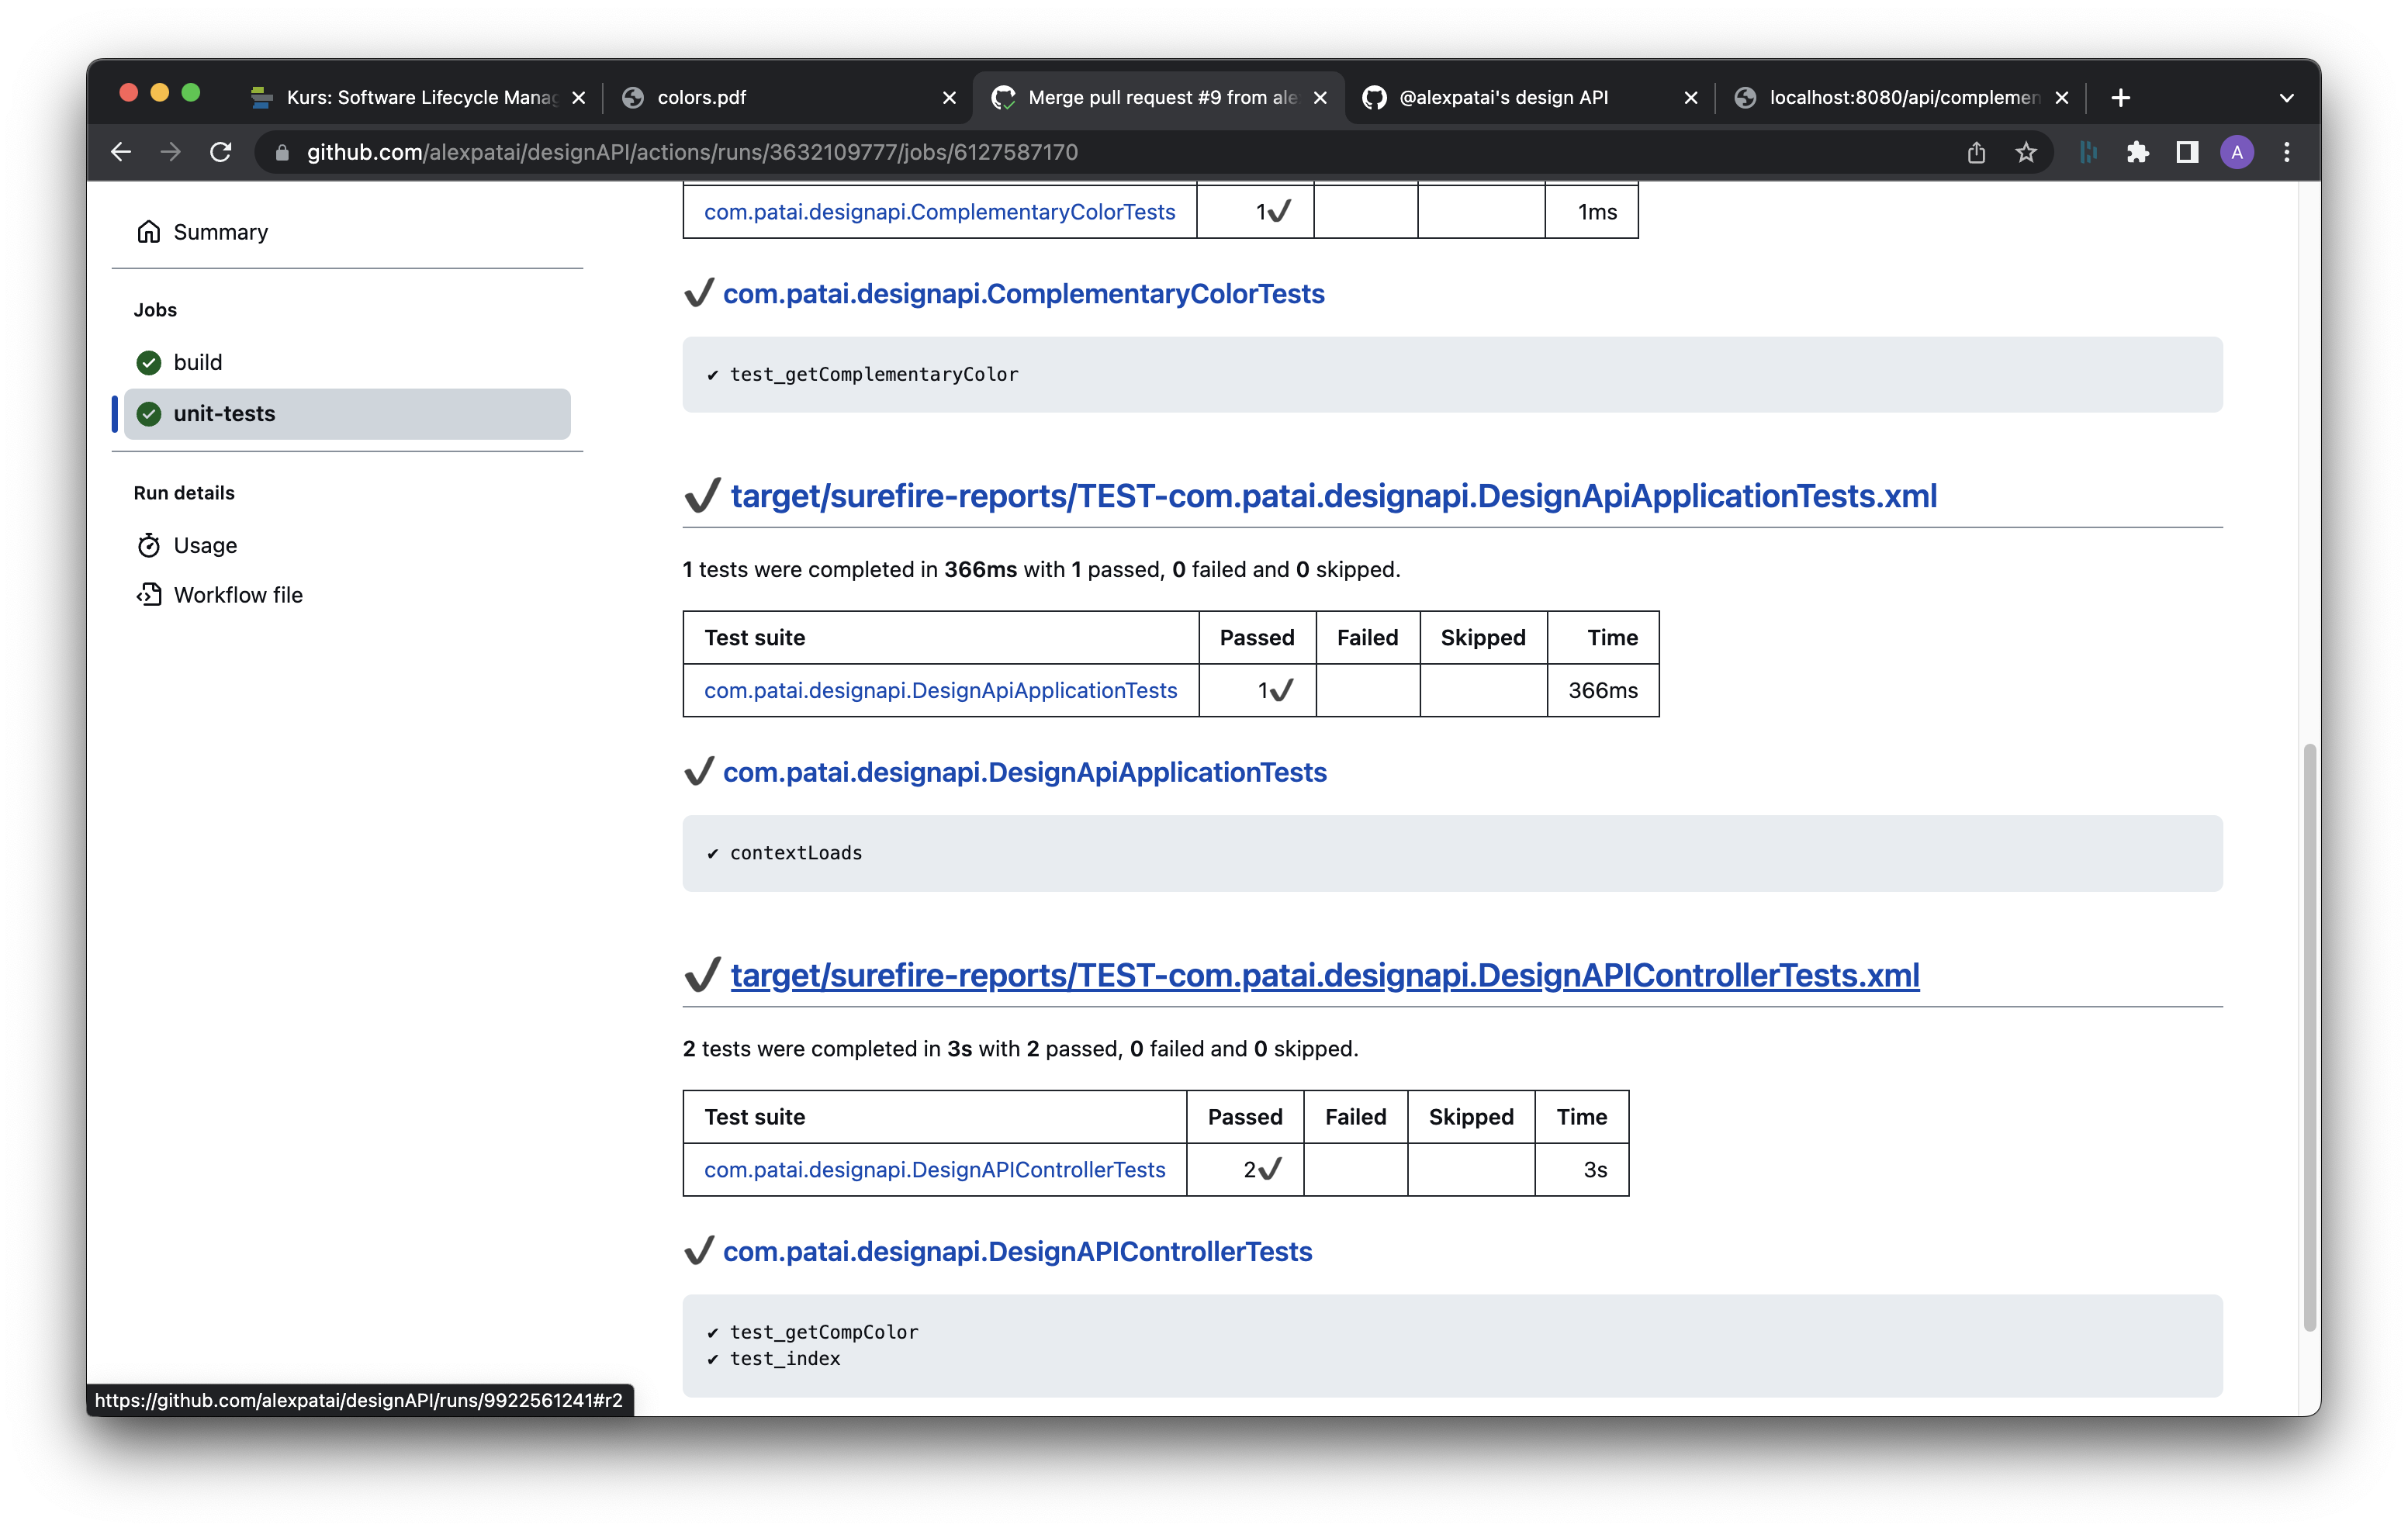 Kurs: Software Lifecycle Manag
colors.pdf
Merge pull request #9 from ale
@alexpatai's design API
localhost:8080/api/complemen
github.com/alexpatai/designAPI/actions/runs/3632109777/jobs/6127587170
A
Summary
Jobs
build
unit-tests
Run details
Usage
Workflow file
com.patai.designapi.ComplementaryColorTests 1✔ 1ms
✔ com.patai.designapi.ComplementaryColorTests
✔ test_getComplementaryColor
✔ target/surefire-reports/TEST-com.patai.designapi.DesignApiApplicationTests.xml
1 tests were completed in 366ms with 1 passed, 0 failed and 0 skipped.
Test suite Passed Failed Skipped Time
com.patai.designapi.DesignApiApplicationTests 1✔ 366ms
✔ com.patai.designapi.DesignApiApplicationTests
✔ contextLoads
✔ target/surefire-reports/TEST-com.patai.designapi.DesignAPIControllerTests.xml
2 tests were completed in 3s with 2 passed, 0 failed and 0 skipped.
Test suite Passed Failed Skipped Time
com.patai.designapi.DesignAPIControllerTests 2✔ 3s
✔ com.patai.designapi.DesignAPIControllerTests
✔ test_getCompColor
✔ test_index
https://github.com/alexpatai/designAPI/runs/9922561241#r2